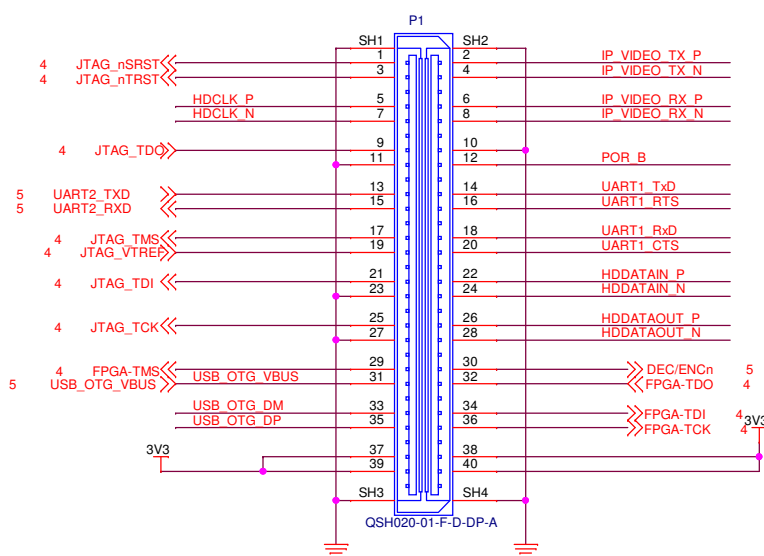 P1
SH1 SH2
4 JTAG_nSRST 1 2 IP_VIDEO_TX_P
4 JTAG_nTRST 3 4 IP_VIDEO_TX_N
HDCLK_P 5 6 IP_VIDEO_RX_P
HDCLK_N 7 8 IP_VIDEO_RX_N
4 JTAG_TDO 9 10
11 12 POR_B
5 UART2_TXD 13 14 UART1_TxD
5 UART2_RXD 15 16 UART1_RTS
4 JTAG_TMS 17 18 UART1_RxD
4 JTAG_VTREF 19 20 UART1_CTS
4 JTAG_TDI 21 22 HDDATAIN_P
23 24 HDDATAIN_N
4 JTAG_TCK 25 26 HDDATAOUT_P
27 28 HDDATAOUT_N
4 FPGA-TMS 29 30 DEC/ENCn 5
5 USB_OTG_VBUS USB_OTG_VBUS 31 32 FPGA-TDO 4
USB_OTG_DM 33 34 FPGA-TDI 4
USB_OTG_DP 35 36 FPGA-TCK 4
3V3 37 38 3V3
39 40
SH3 SH4
QSH020-01-F-D-DP-A